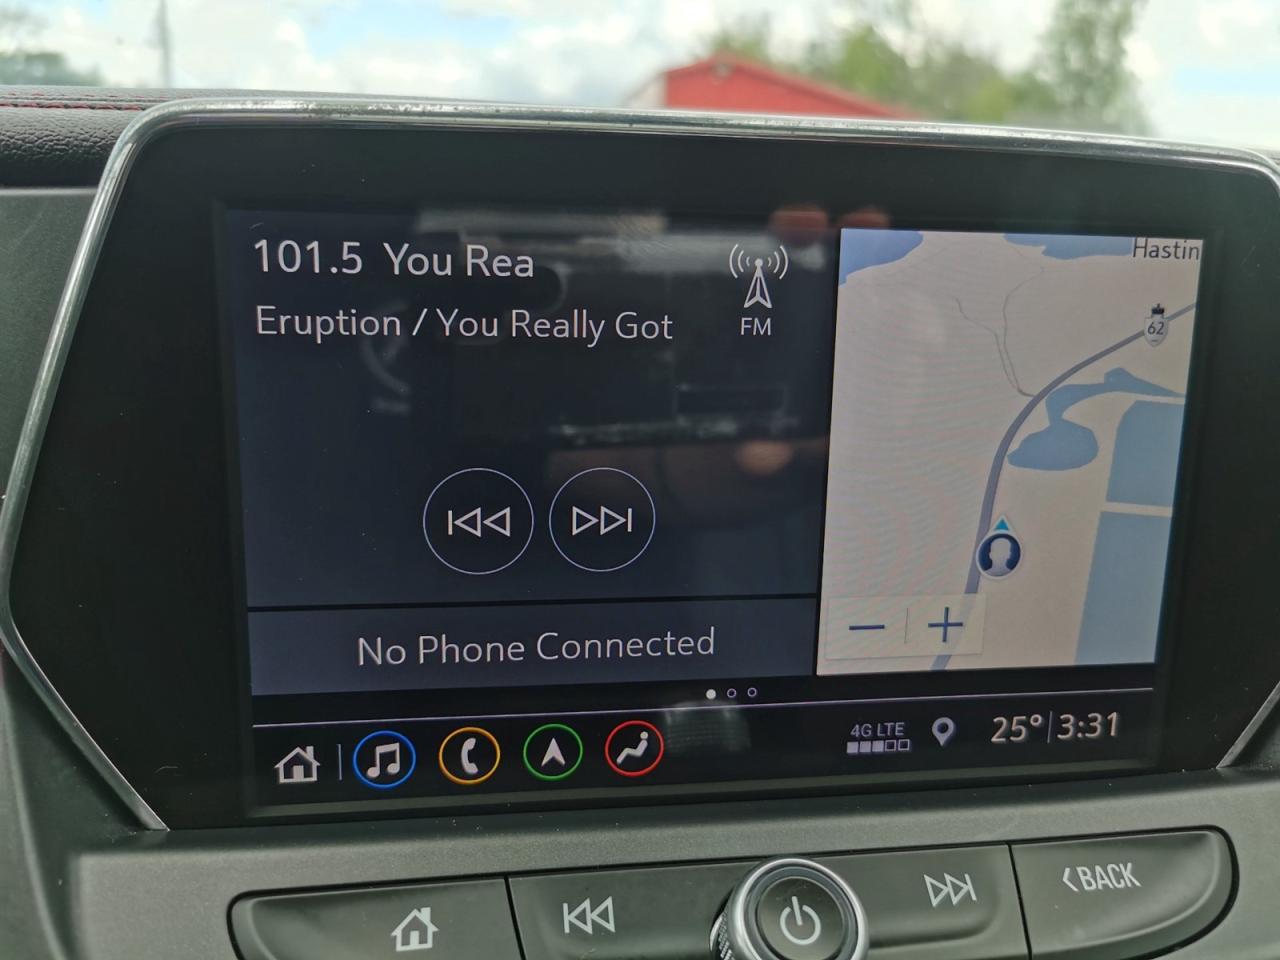 101.5 You Rea
Eruption / You Really Got
FM
Hastin
62
No Phone Connected
4G LTE
25° 3:31
<BACK